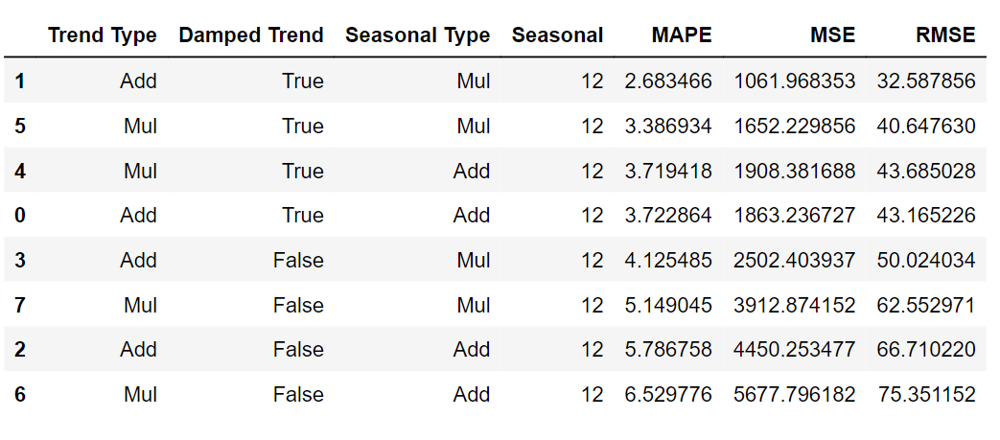 Trend Type Damped Trend Seasonal Type Seasonal MAPE MSE RMSE
1 Add True Mul 12 2.683466 1061.968353 32.587856
5 Mul True Mul 12 3.386934 1652.229856 40.647630
4 Mul True Add 12 3.719418 1908.381688 43.685028
0 Add True Add 12 3.722864 1863.236727 43.165226
3 Add False Mul 12 4.125485 2502.403937 50.024034
7 Mul False Mul 12 5.149045 3912.874152 62.552971
2 Add False Add 12 5.786758 4450.253477 66.710220
6 Mul False Add 12 6.529776 5677.796182 75.351152